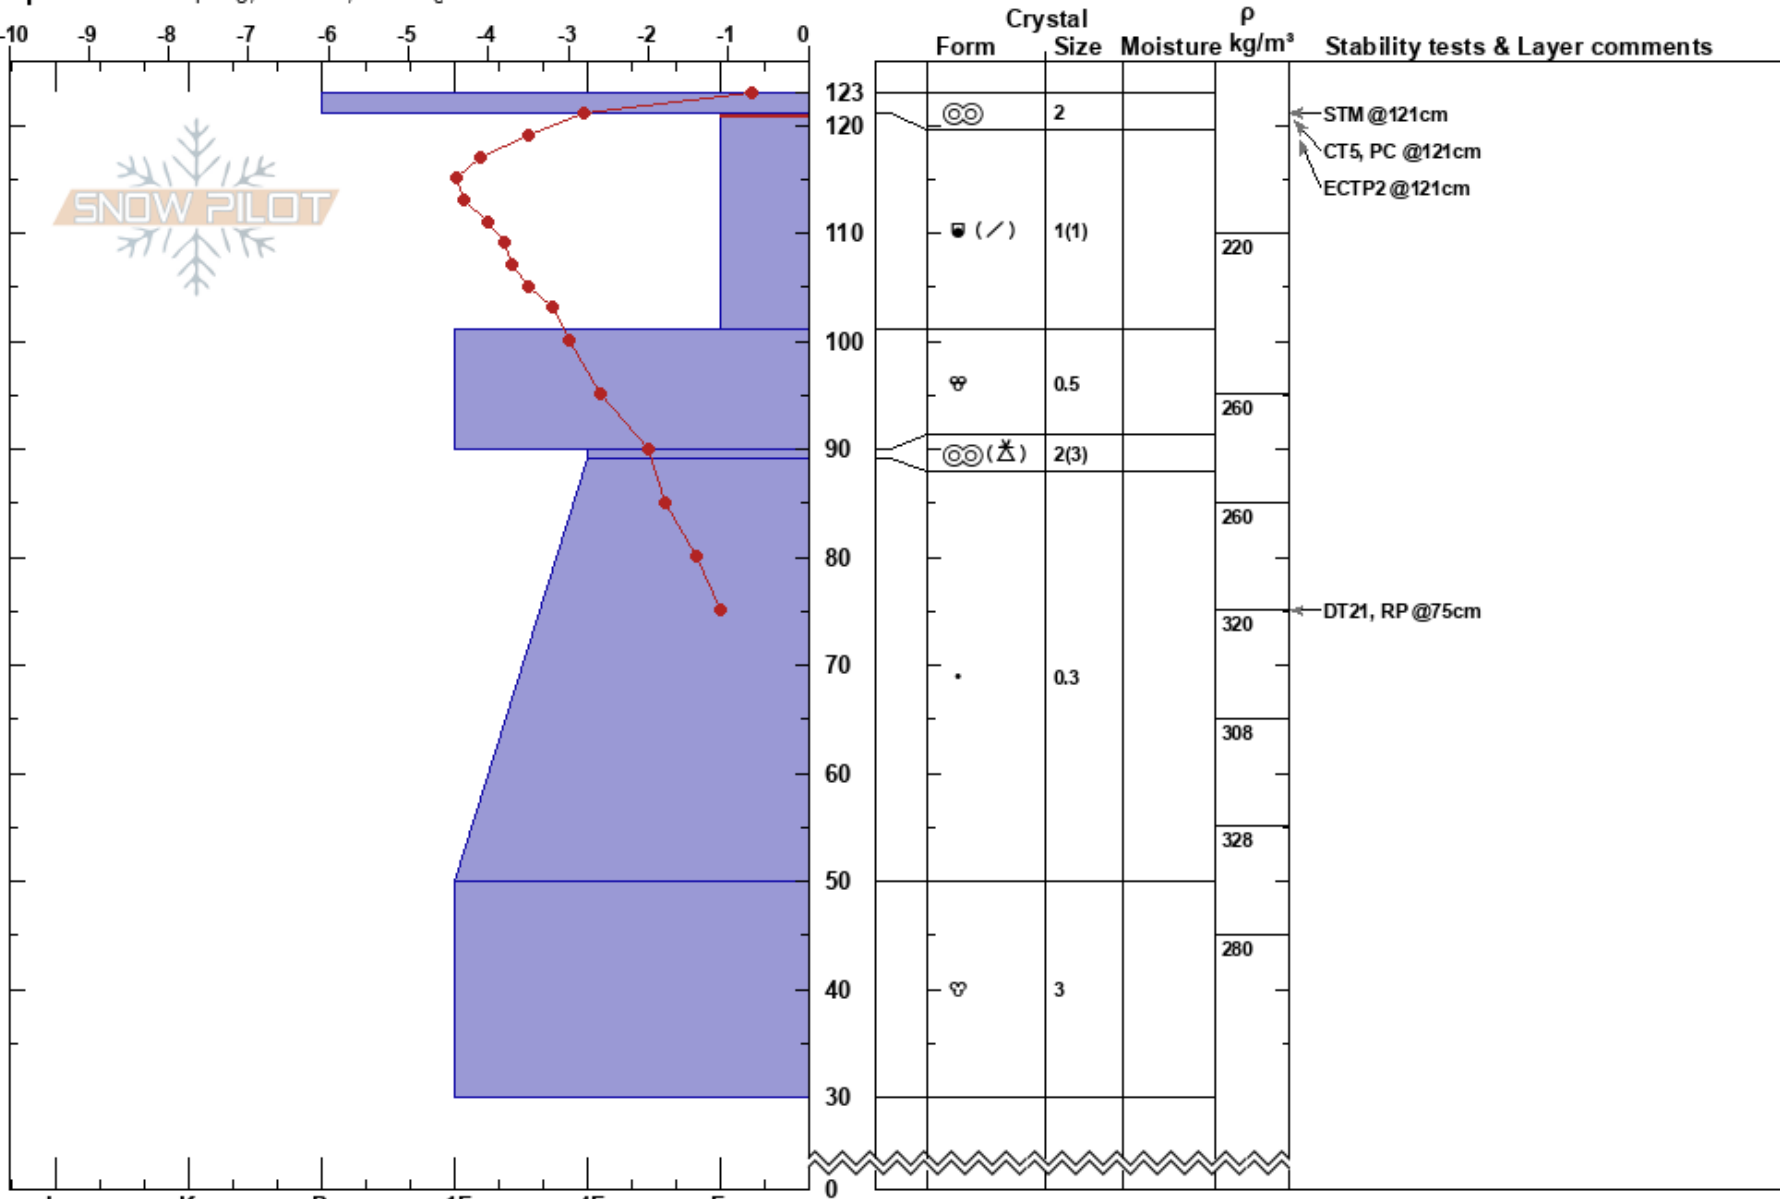 Crystal ρ
-10 -9 -8 -7 -6 -5 -4 -3 -2 -1 0 Form Size Moisture kg/m³ Stability tests & Layer comments
123
2 STM @121cm
120
CT5, PC @121cm
SNOW PILOT ECTP2 @121cm
110 ( ) 1(1) 220
100
0.5
260
90 ( ) 2(3)
260
80
DT21, RP @75cm
320
70
0.3
308
60
328
50
280
40 3
30
0